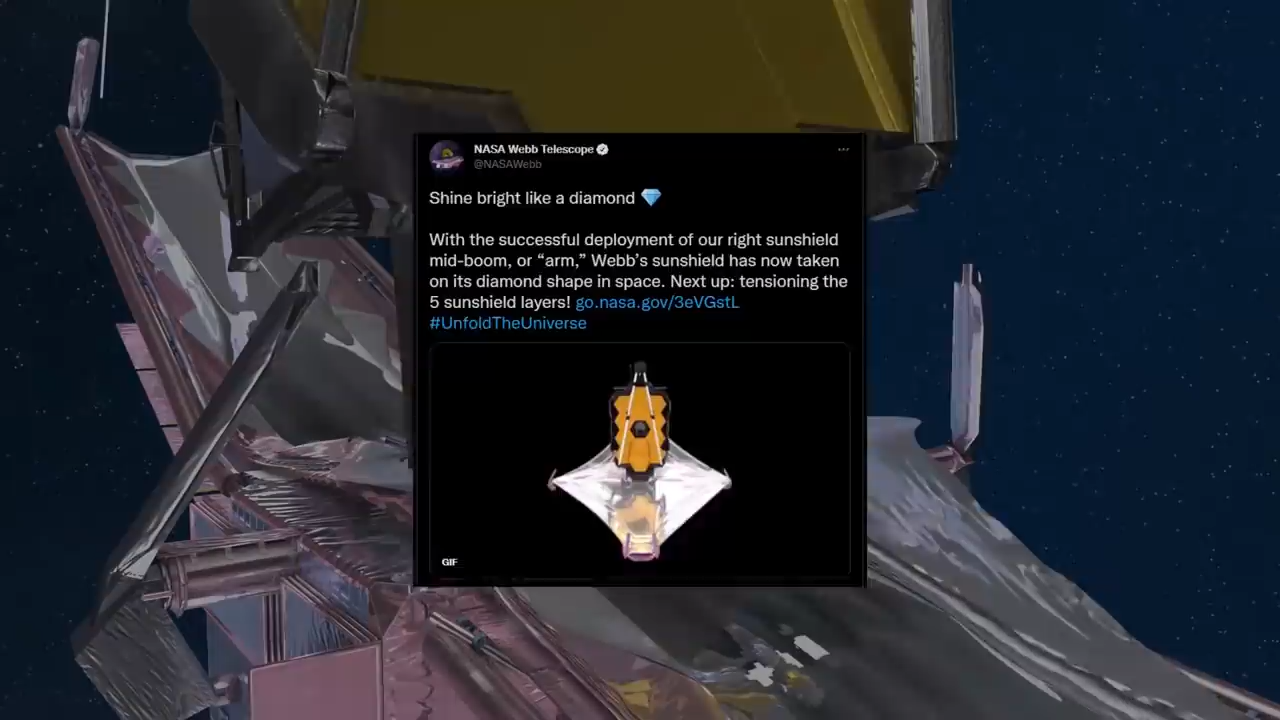 NASA Webb Telescope
@NASAWebb
Shine bright like a diamond 💎
With the successful deployment of our right sunshield
mid-boom, or “arm,” Webb’s sunshield has now taken
on its diamond shape in space. Next up: tensioning the
5 sunshield layers! go.nasa.gov/3eVGstL
#UnfoldTheUniverse
GIF